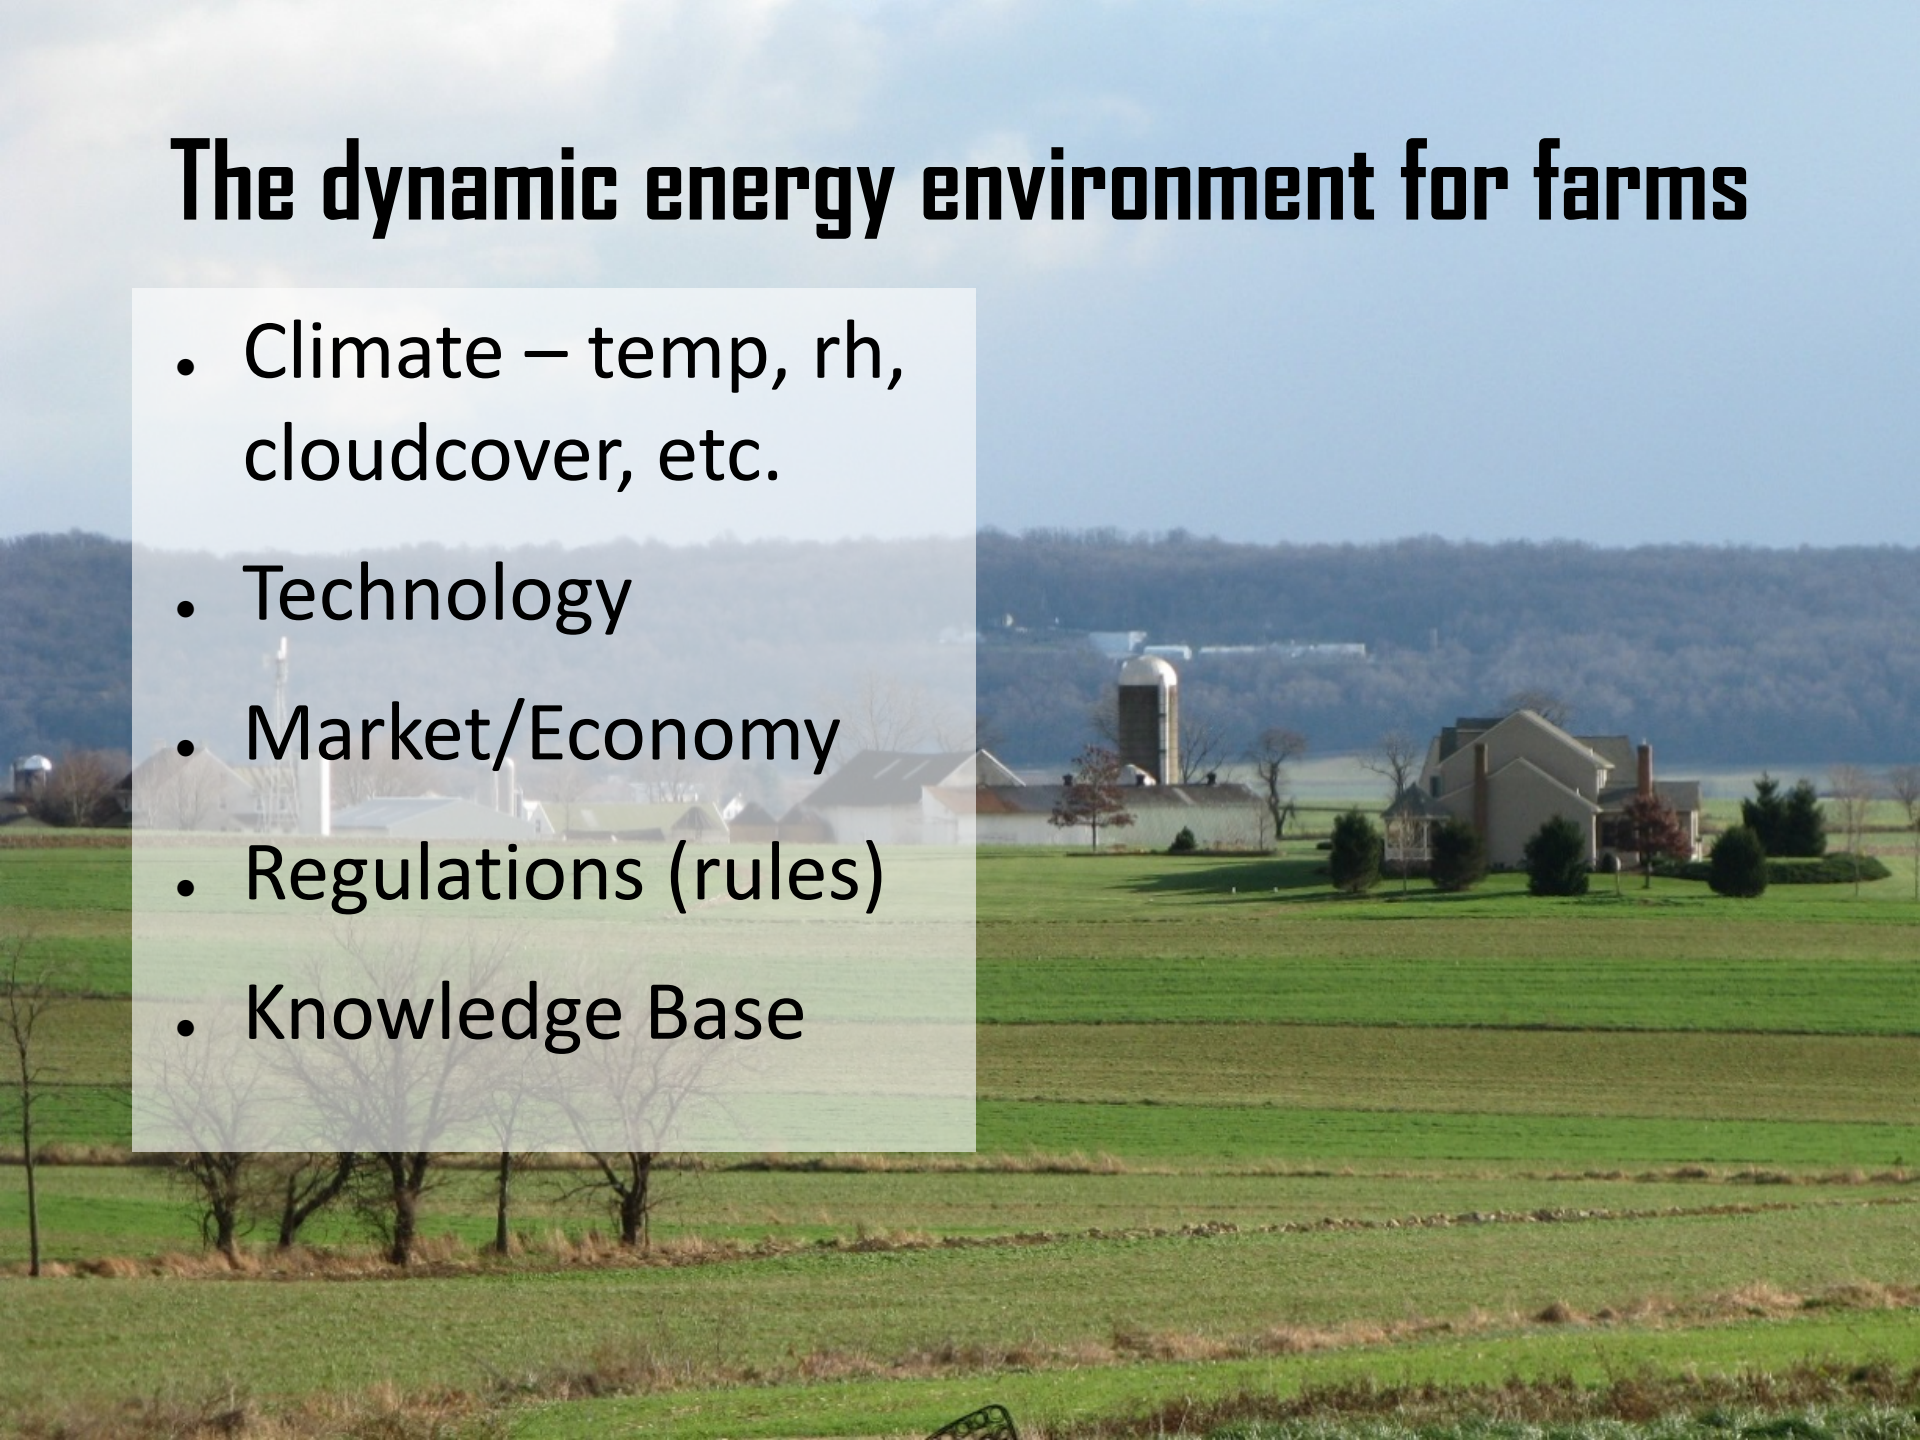 The dynamic energy environment for farms
• Climate – temp, rh,
cloudcover, etc.
• Technology
• Market/Economy
• Regulations (rules)
• Knowledge Base